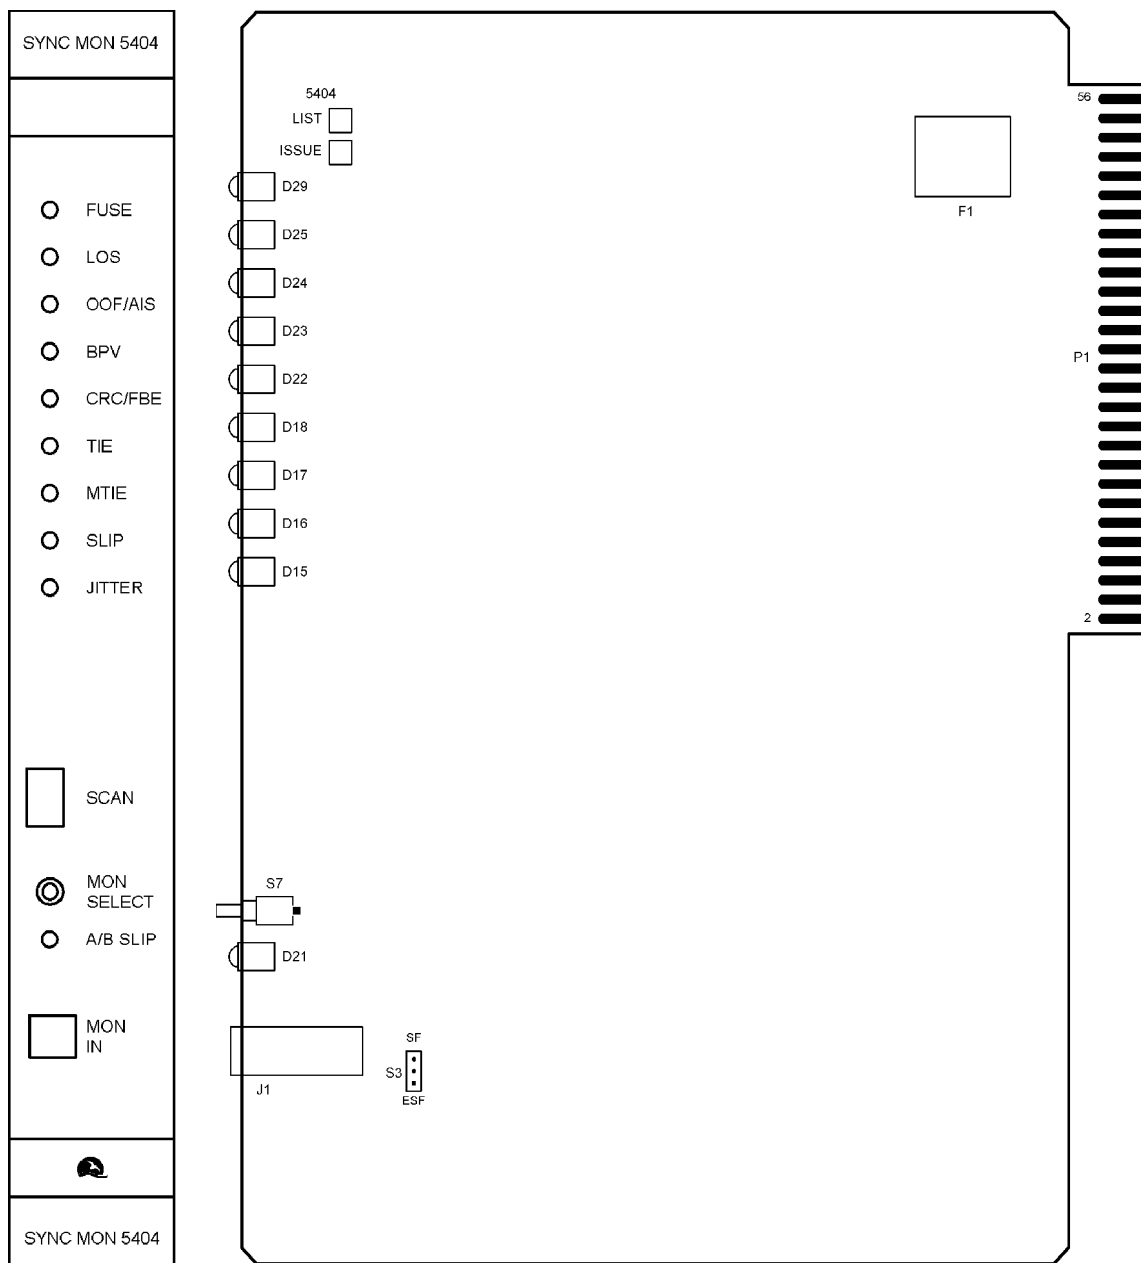 SYNC MON 5404
FUSE
LOS
OOF/AIS
BPV
CRC/FBE
TIE
MTIE
SLIP
JITTER
SCAN
MON
SELECT
A/B SLIP
MON
IN
SYNC MON 5404
5404
LIST
ISSUE
D29
D25
D24
D23
D22
D18
D17
D16
D15
S7
D21
J1
SF
S3
ESF
F1
56
P1
2